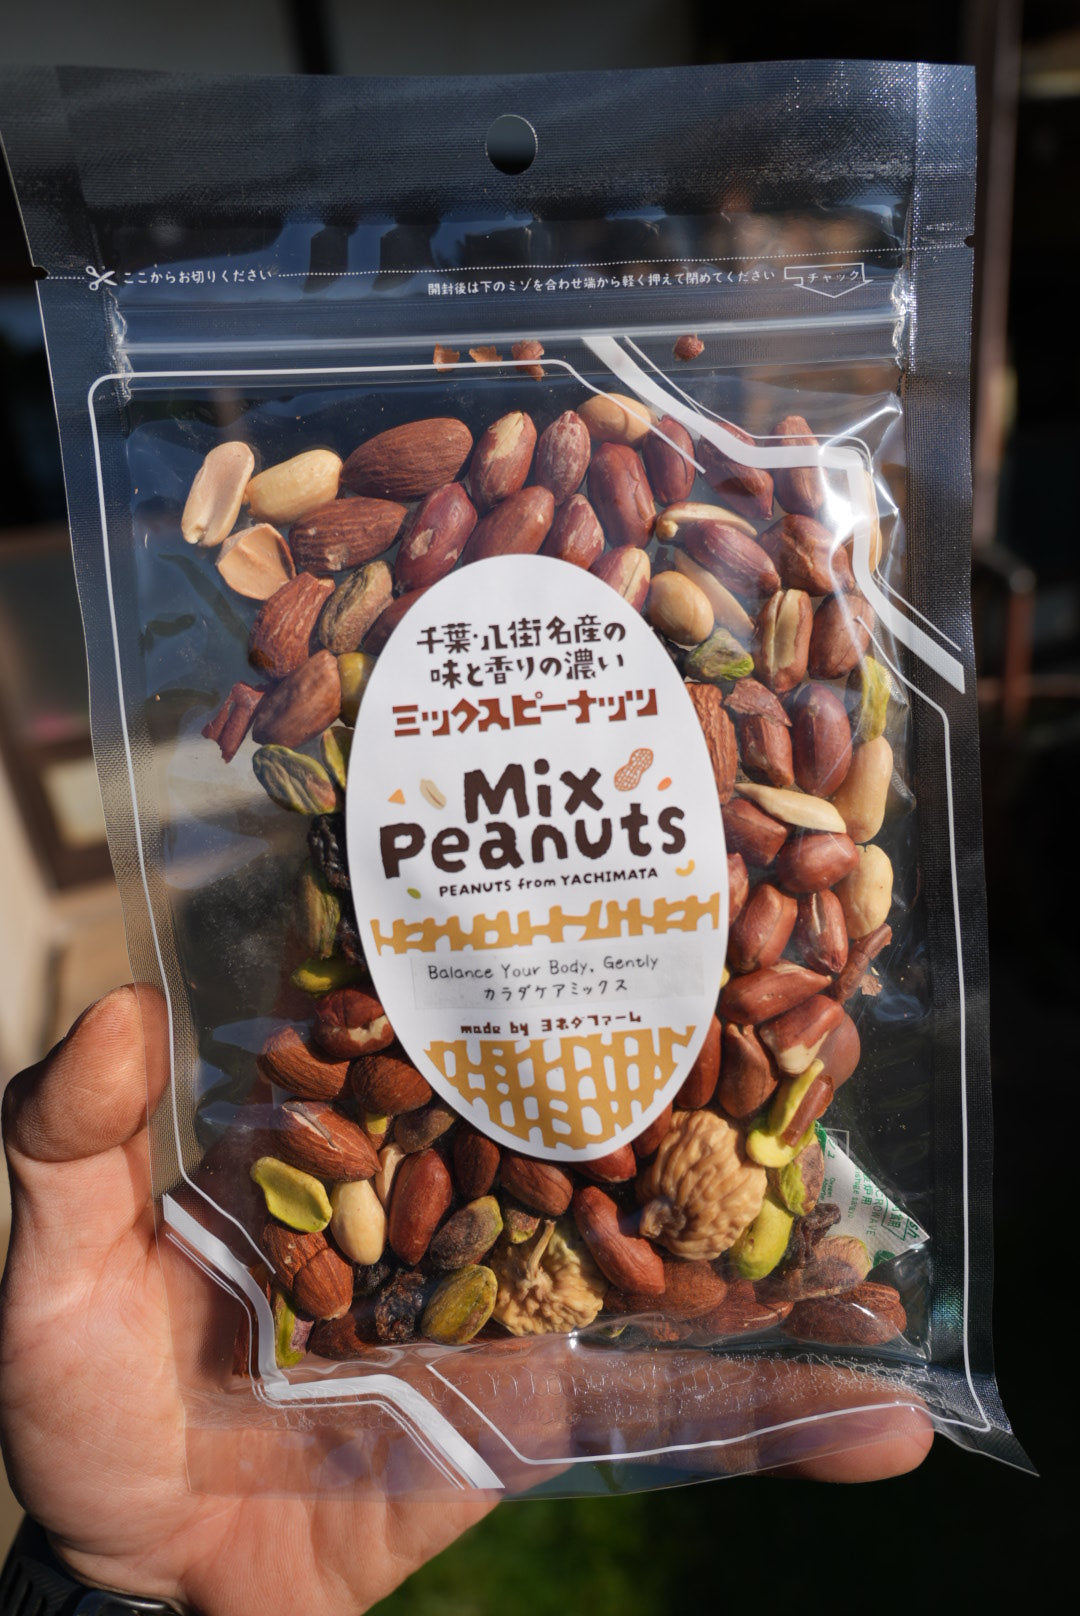 ここからお切りください
開封後は下のミゾを合わせ端から軽く押えて閉めてください
チャック
千葉・八街名産の
味と香りの濃い
ミックスピーナッツ
Mix
Peanuts
PEANUTS from YACHIMATA
Balance Your Body, Gently
カラダケアミックス
made by ヨネダファーム